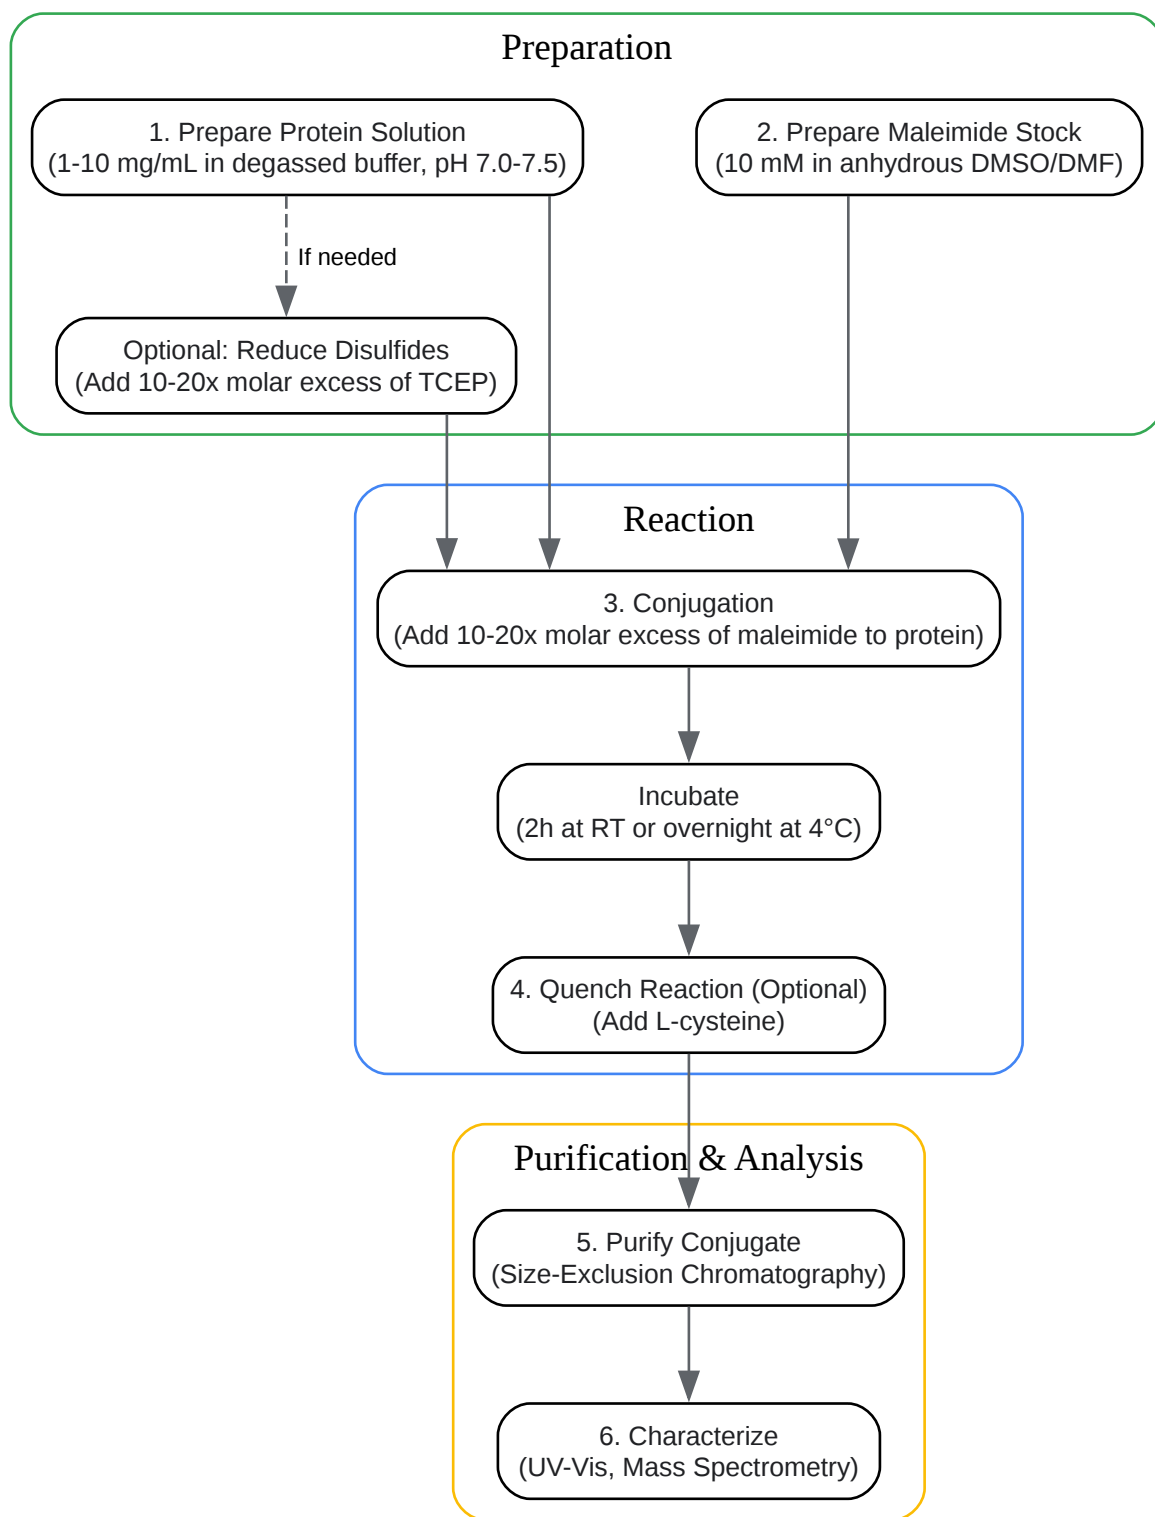 Preparation
1. Prepare Protein Solution
(1-10 mg/mL in degassed buffer, pH 7.0-7.5)
2. Prepare Maleimide Stock
(10 mM in anhydrous DMSO/DMF)
If needed
Optional: Reduce Disulfides
(Add 10-20x molar excess of TCEP)
Reaction
3. Conjugation
(Add 10-20x molar excess of maleimide to protein)
Incubate
(2h at RT or overnight at 4°C)
4. Quench Reaction (Optional)
(Add L-cysteine)
Purification & Analysis
5. Purify Conjugate
(Size-Exclusion Chromatography)
6. Characterize
(UV-Vis, Mass Spectrometry)